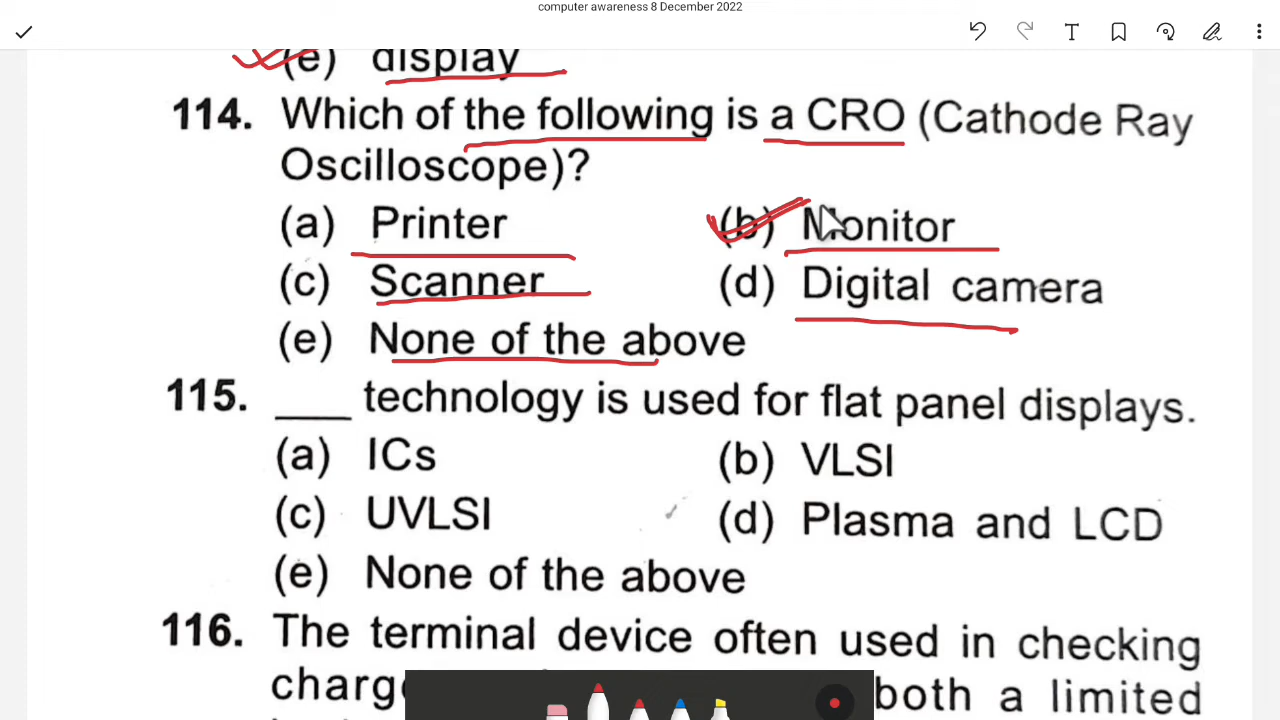 computer awareness 8 December 2022
(e) display
114. Which of the following is a CRO (Cathode Ray
Oscilloscope)?
(a) Printer (b) Monitor
(c) Scanner (d) Digital camera
(e) None of the above
115. ____ technology is used for flat panel displays.
(a) ICs (b) VLSI
(c) UVLSI (d) Plasma and LCD
(e) None of the above
116. The terminal device often used in checking
both a limited